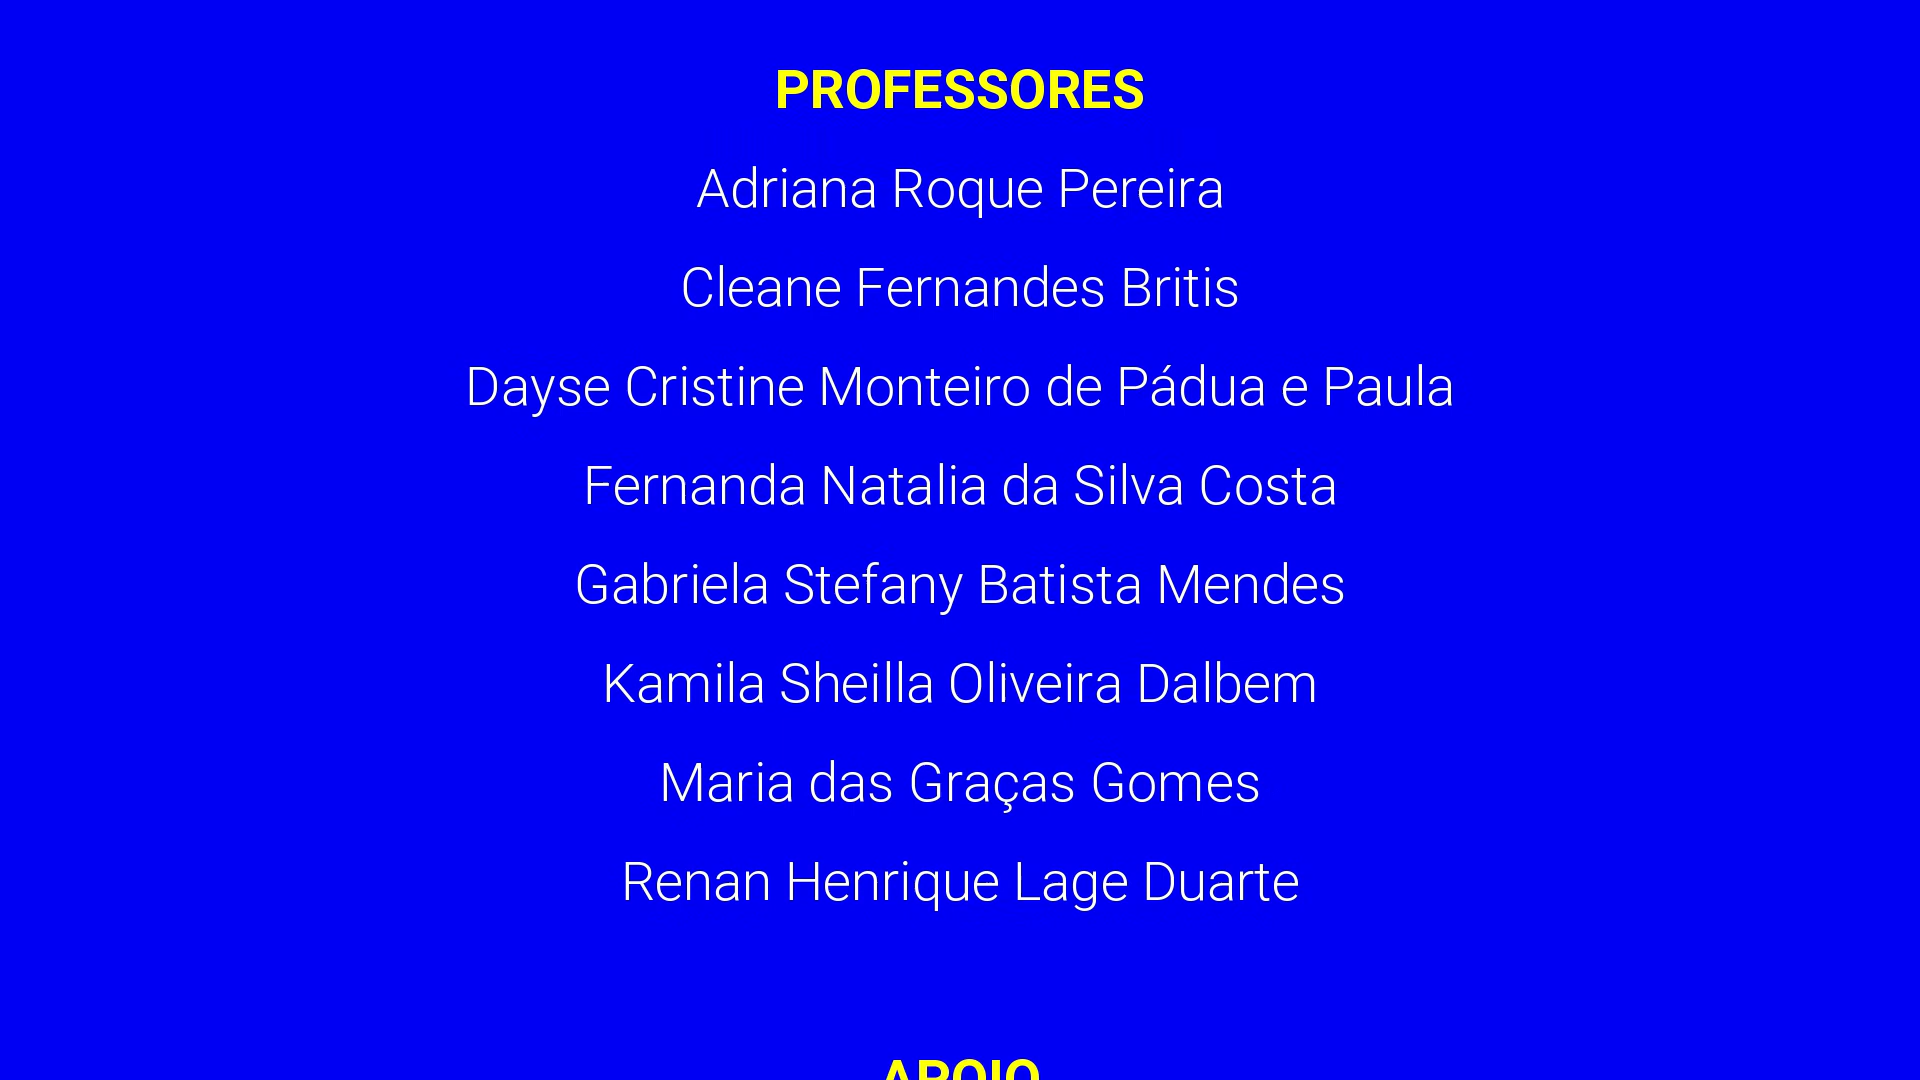 PROFESSORES
Adriana Roque Pereira
Cleane Fernandes Britis
Dayse Cristine Monteiro de Pádua e Paula
Fernanda Natalia da Silva Costa
Gabriela Stefany Batista Mendes
Kamila Sheilla Oliveira Dalbem
Maria das Graças Gomes
Renan Henrique Lage Duarte
APOIO